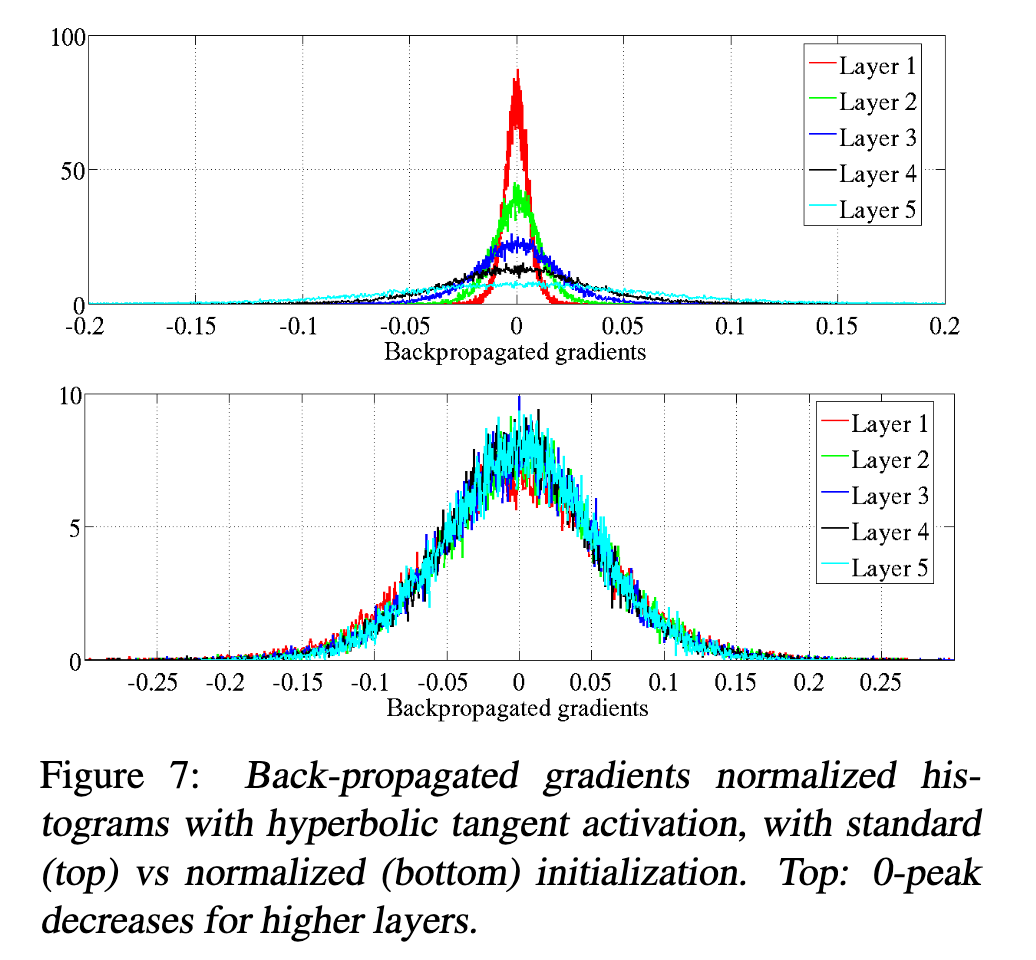 100
50
0
-0.2 -0.15 -0.1 -0.05 0 0.05 0.1 0.15 0.2
Backpropagated gradients
Layer 1
Layer 2
Layer 3
Layer 4
Layer 5
10
5
0
-0.25 -0.2 -0.15 -0.1 -0.05 0 0.05 0.1 0.15 0.2 0.25
Backpropagated gradients
Layer 1
Layer 2
Layer 3
Layer 4
Layer 5
Figure 7: Back-propagated gradients normalized his-
tograms with hyperbolic tangent activation, with standard
(top) vs normalized (bottom) initialization. Top: 0-peak
decreases for higher layers.